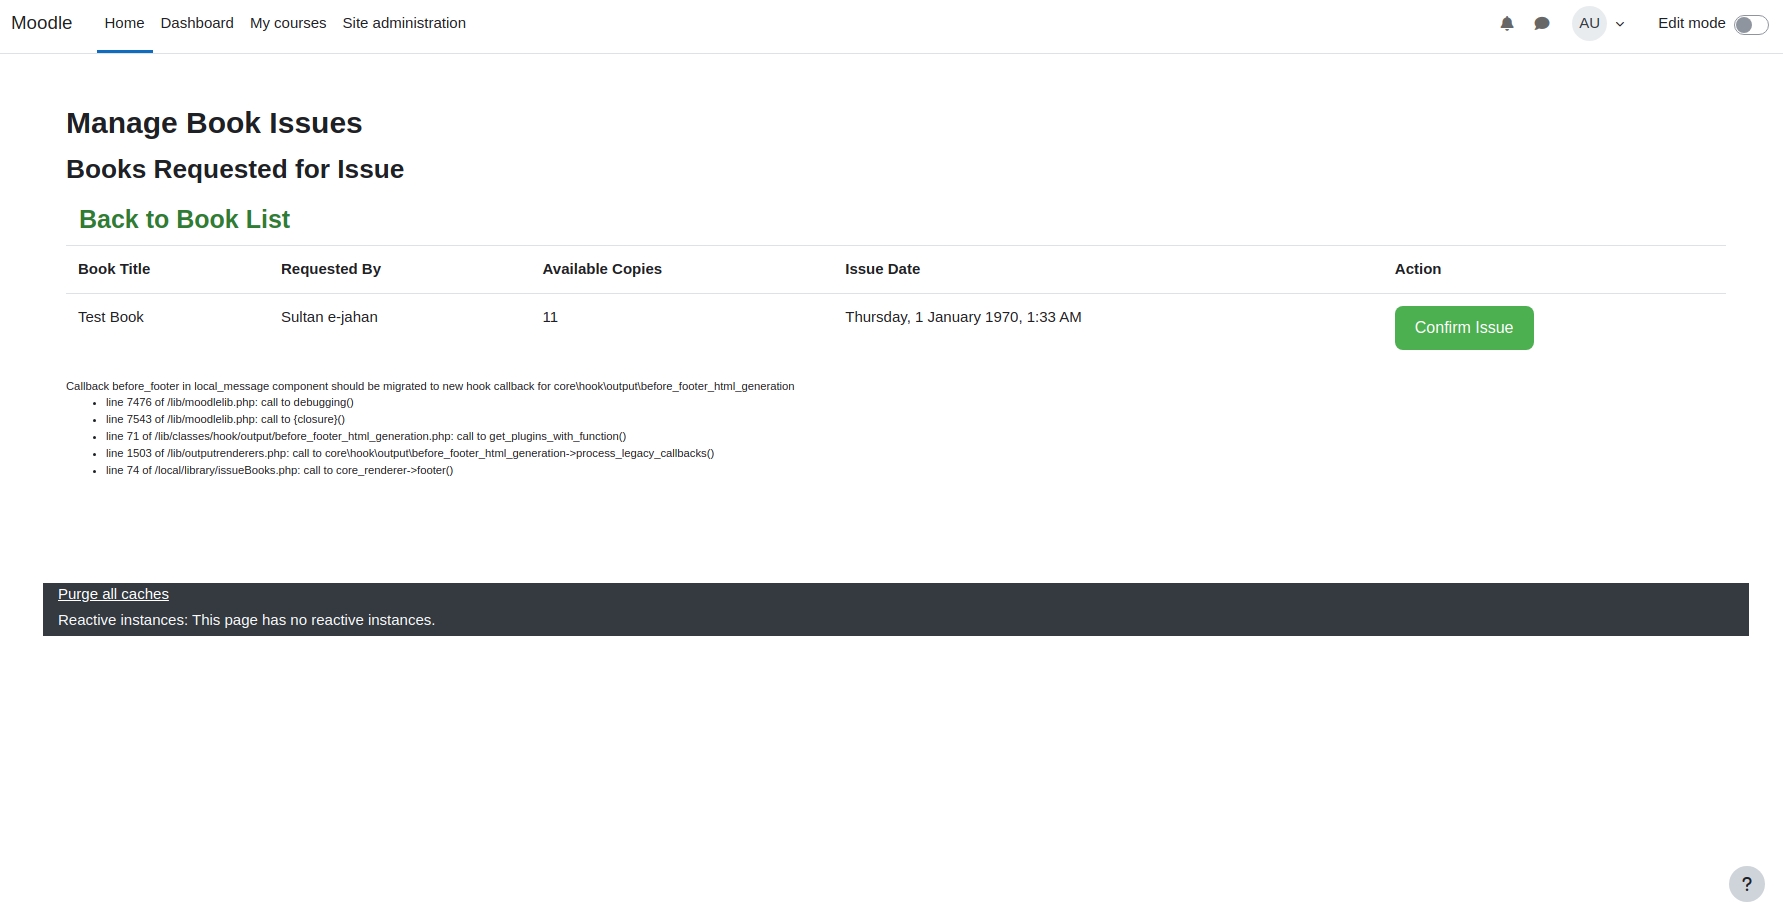 Moodle Home Dashboard My courses Site administration AU Edit mode
Manage Book Issues
Books Requested for Issue
Back to Book List
Book Title Requested By Available Copies Issue Date Action
Test Book Sultan e-jahan 11 Thursday, 1 January 1970, 1:33 AM Confirm Issue
Callback before_footer in local_message component should be migrated to new hook callback for core\hook\output\before_footer_html_generation
line 7476 of /lib/moodlelib.php: call to debugging()
line 7543 of /lib/moodlelib.php: call to {closure}()
line 71 of /lib/classes/hook/output/before_footer_html_generation.php: call to get_plugins_with_function()
line 1503 of /lib/outputrenderers.php: call to core\hook\output\before_footer_html_generation->process_legacy_callbacks()
line 74 of /local/library/issueBooks.php: call to core_renderer->footer()
Purge all caches
Reactive instances: This page has no reactive instances.
?